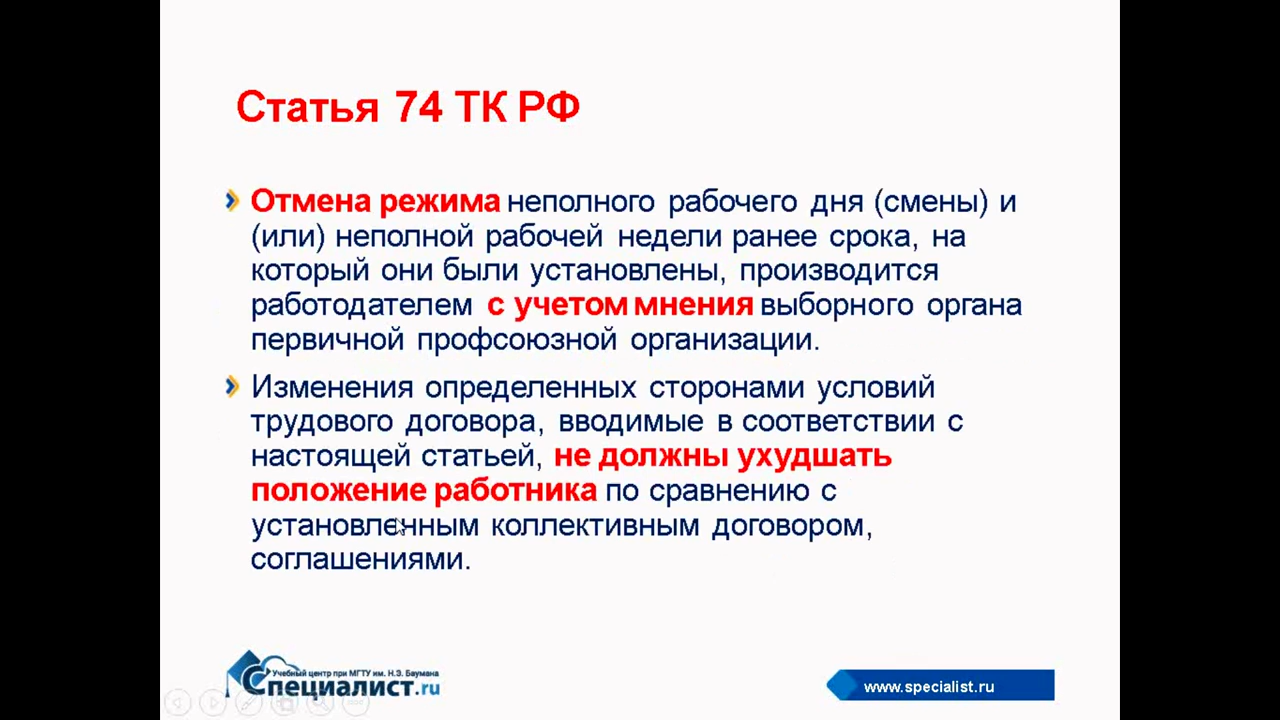 Статья 74 ТК РФ
Отмена режима неполного рабочего дня (смены) и
(или) неполной рабочей недели ранее срока, на
который они были установлены, производится
работодателем с учетом мнения выборного органа
первичной профсоюзной организации.
Изменения определенных сторонами условий
трудового договора, вводимые в соответствии с
настоящей статьей, не должны ухудшать
положение работника по сравнению с
установленным коллективным договором,
соглашениями.
Учебный центр при МГТУ им. Н.Э. Баумана
Специалист.ru
www.specialist.ru